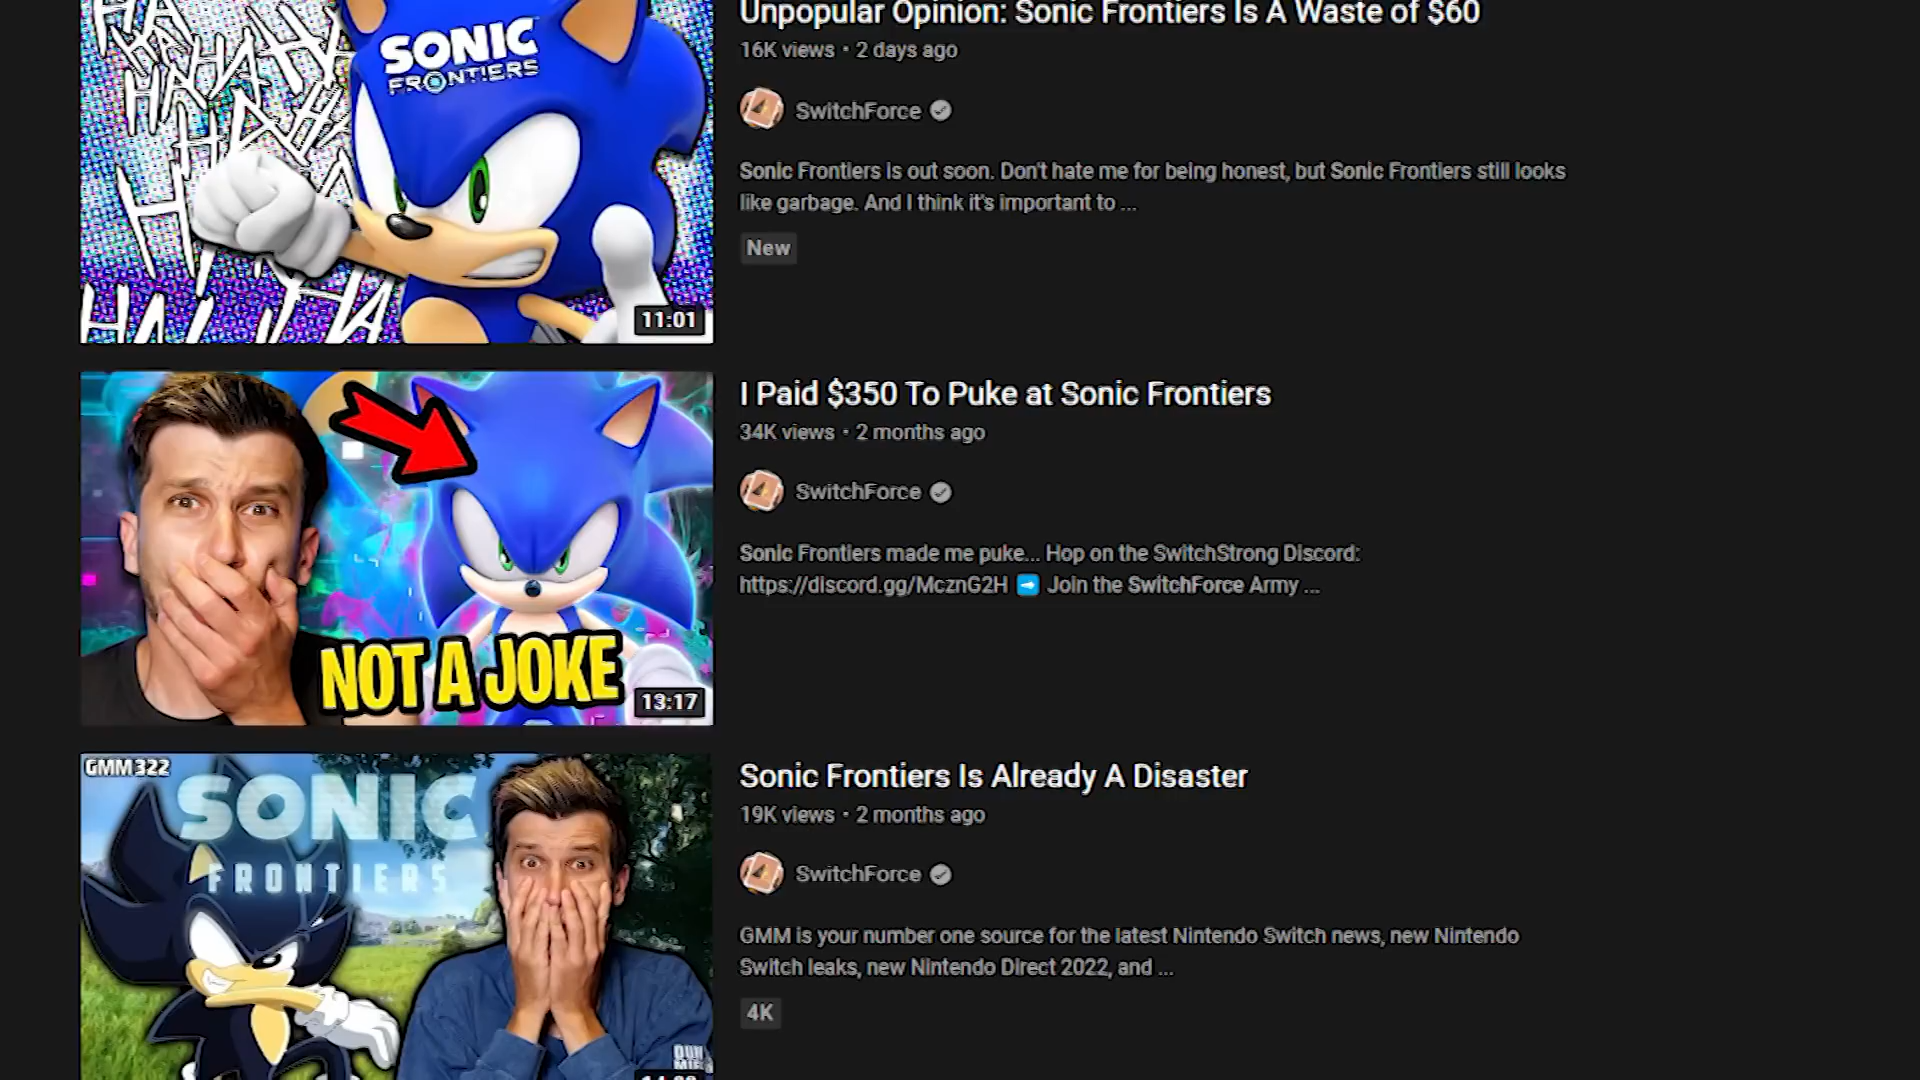 HAHA
SONIC
FRONTIERS
11:01
Unpopular Opinion: Sonic Frontiers Is A Waste of $60
16K views • 2 days ago
SwitchForce
Sonic Frontiers is out soon. Don't hate me for being honest, but Sonic Frontiers still looks
like garbage. And I think it's important to ...
New
NOT A JOKE
13:17
I Paid $350 To Puke at Sonic Frontiers
34K views • 2 months ago
SwitchForce
Sonic Frontiers made me puke... Hop on the SwitchStrong Discord:
https://discord.gg/McznG2H ➡ Join the SwitchForce Army ...
GMM322
SONIC
FRONTIERS
Sonic Frontiers Is Already A Disaster
19K views • 2 months ago
SwitchForce
GMM is your number one source for the latest Nintendo Switch news, new Nintendo
Switch leaks, new Nintendo Direct 2022, and ...
4K